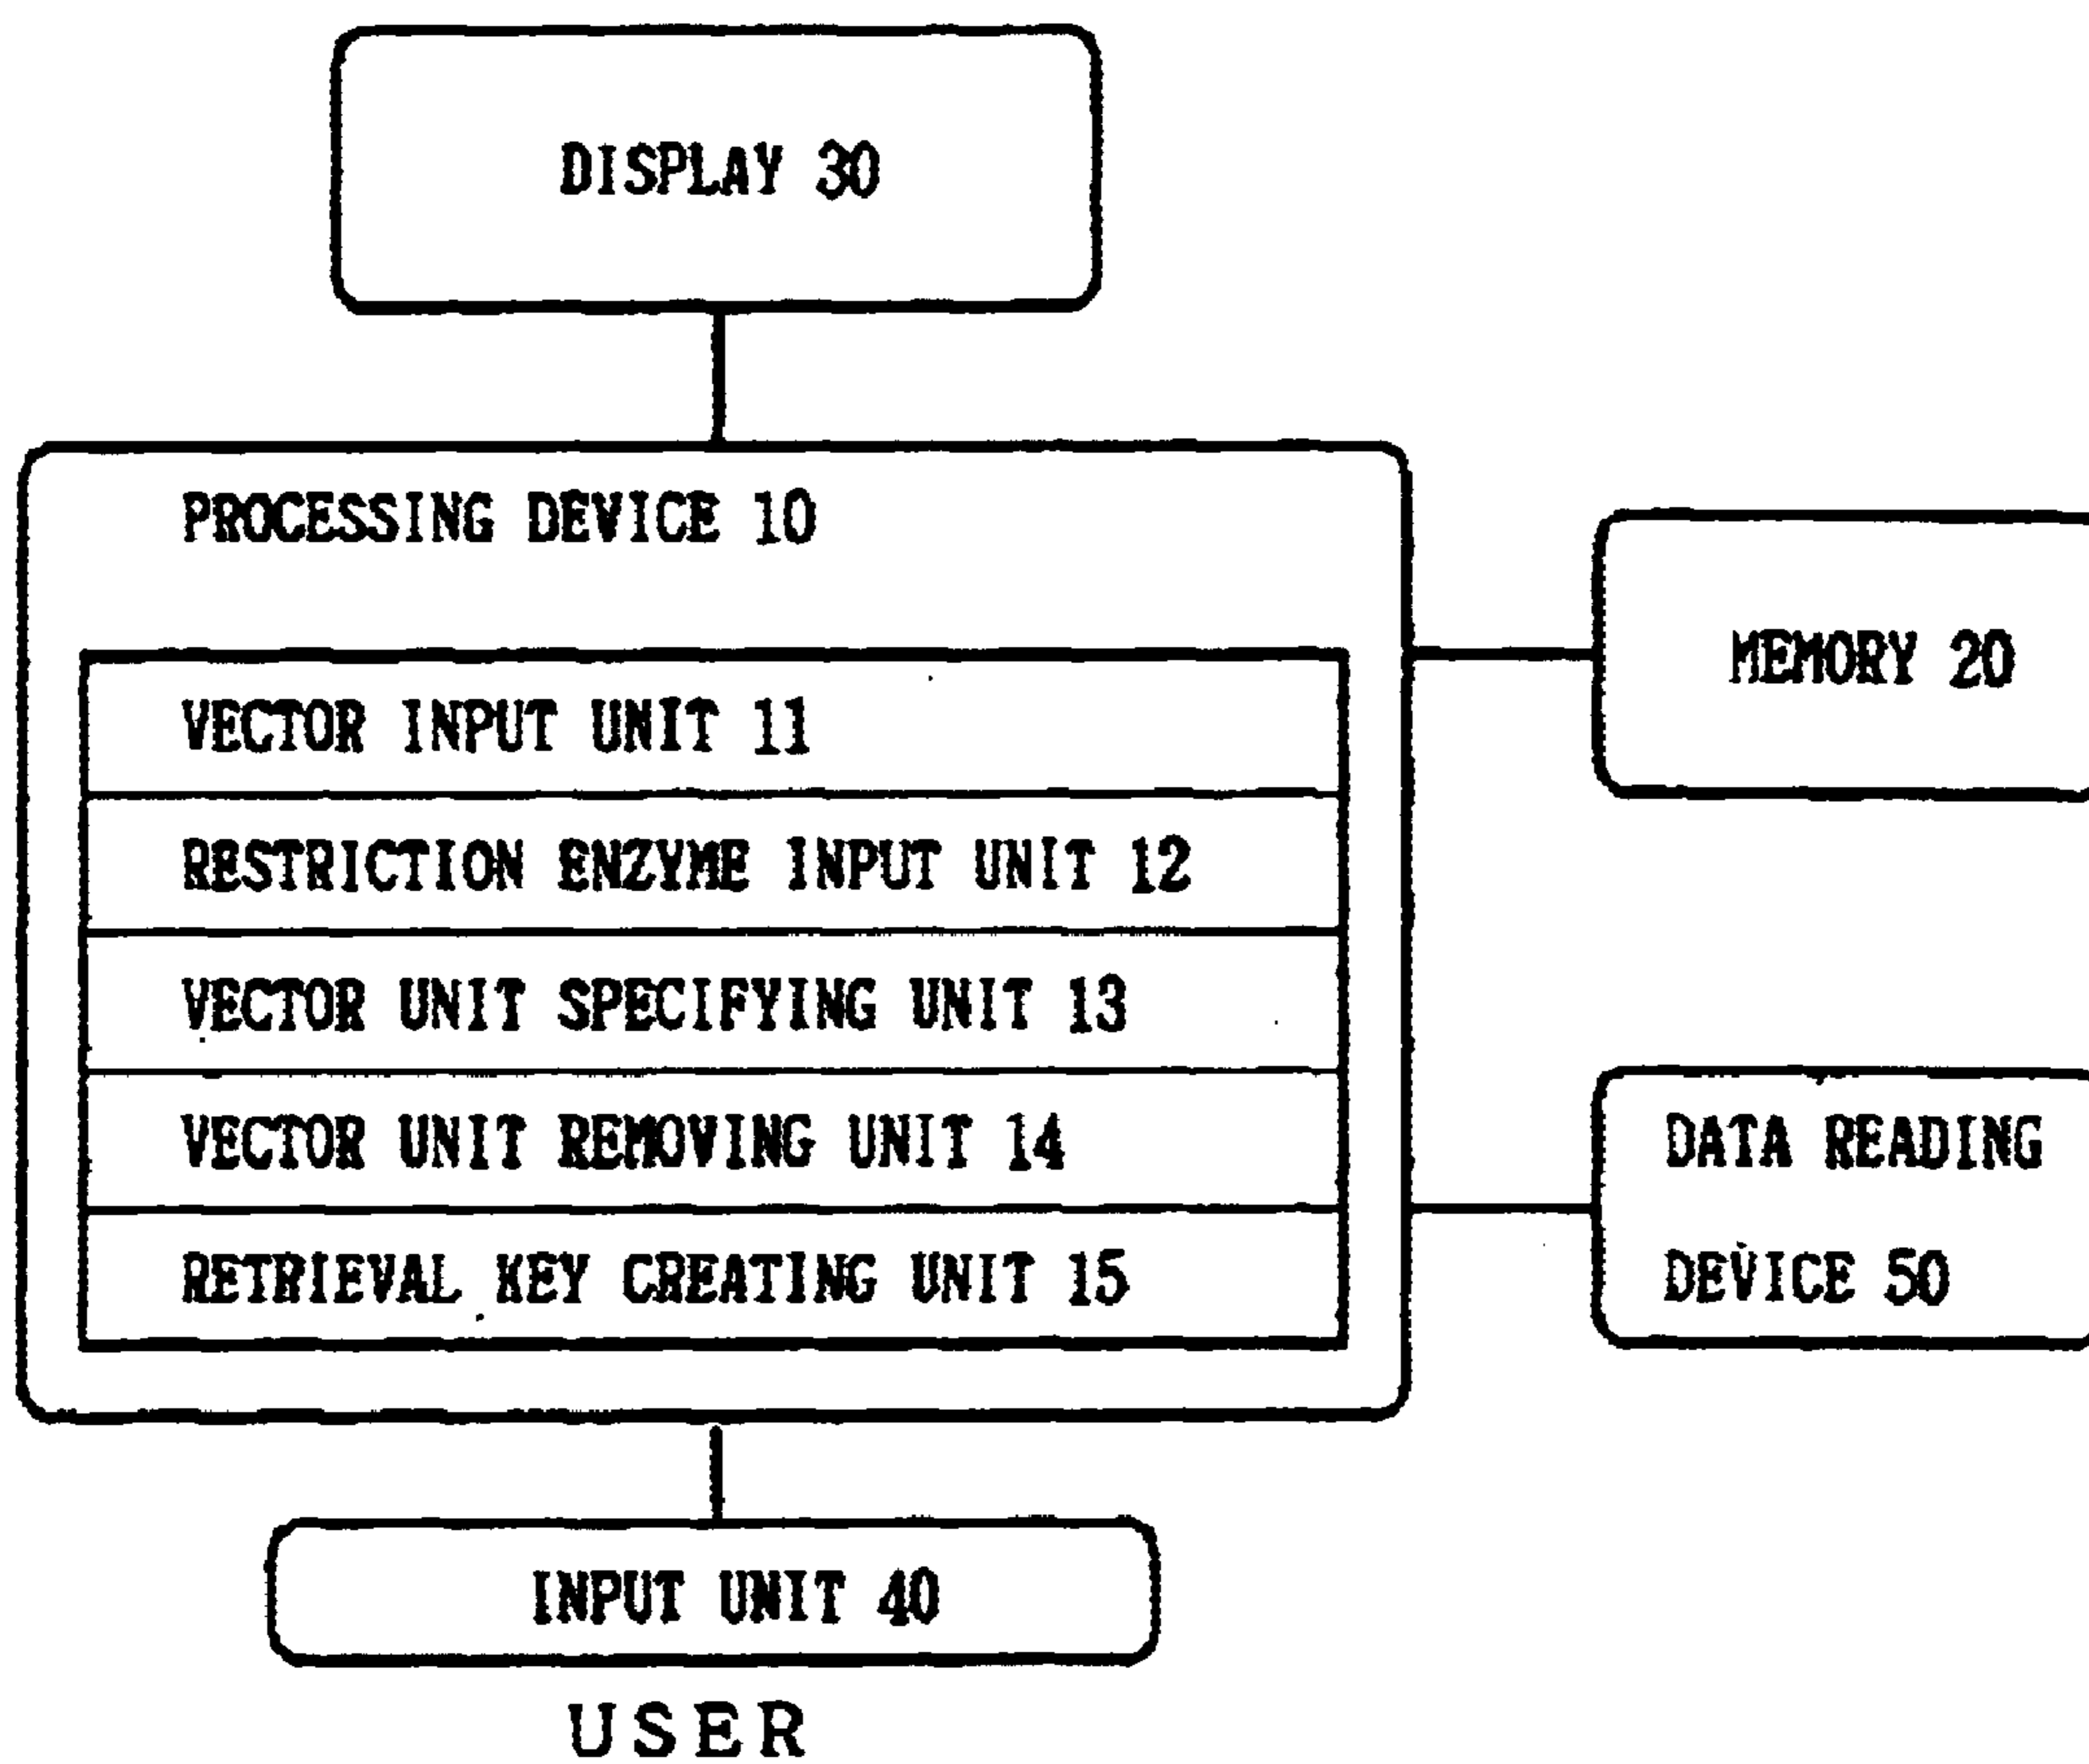 DISPLAY 30
PROCESSING DEVICE 10
VECTOR INPUT UNIT 11
RESTRICTION ENZYME INPUT UNIT 12
VECTOR UNIT SPECIFYING UNIT 13
VECTOR UNIT REMOVING UNIT 14
RETRIEVAL KEY CREATING UNIT 15
MEMORY 20
DATA READING
DEVICE 50
INPUT UNIT 40
USER